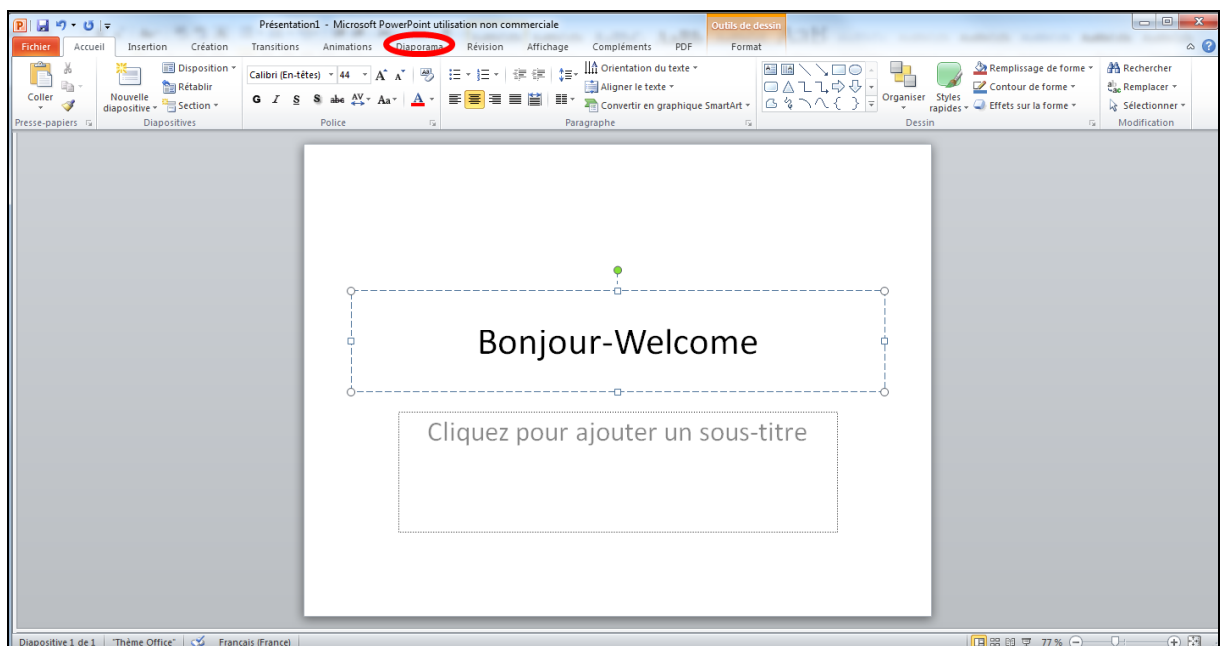 Présentation1 - Microsoft PowerPoint utilisation non commerciale
Outils de dessin
Fichier Accueil Insertion Création Transitions Animations Diaporama Révision Affichage Compléments PDF Format
Coller
Nouvelle diapositive
Disposition
Rétablir
Section
Calibri (En-têtes) 44
G I S S abc AV Aa A
Orientation du texte
Aligner le texte
Convertir en graphique SmartArt
Organiser
Styles rapides
Remplissage de forme
Contour de forme
Effets sur la forme
Rechercher
Remplacer
Sélectionner
Presse-papiers Diapositives Police Paragraphe Dessin Modification
Bonjour-Welcome
Cliquez pour ajouter un sous-titre
Diapositive 1 de 1 "Thème Office" Français (France) 77 %